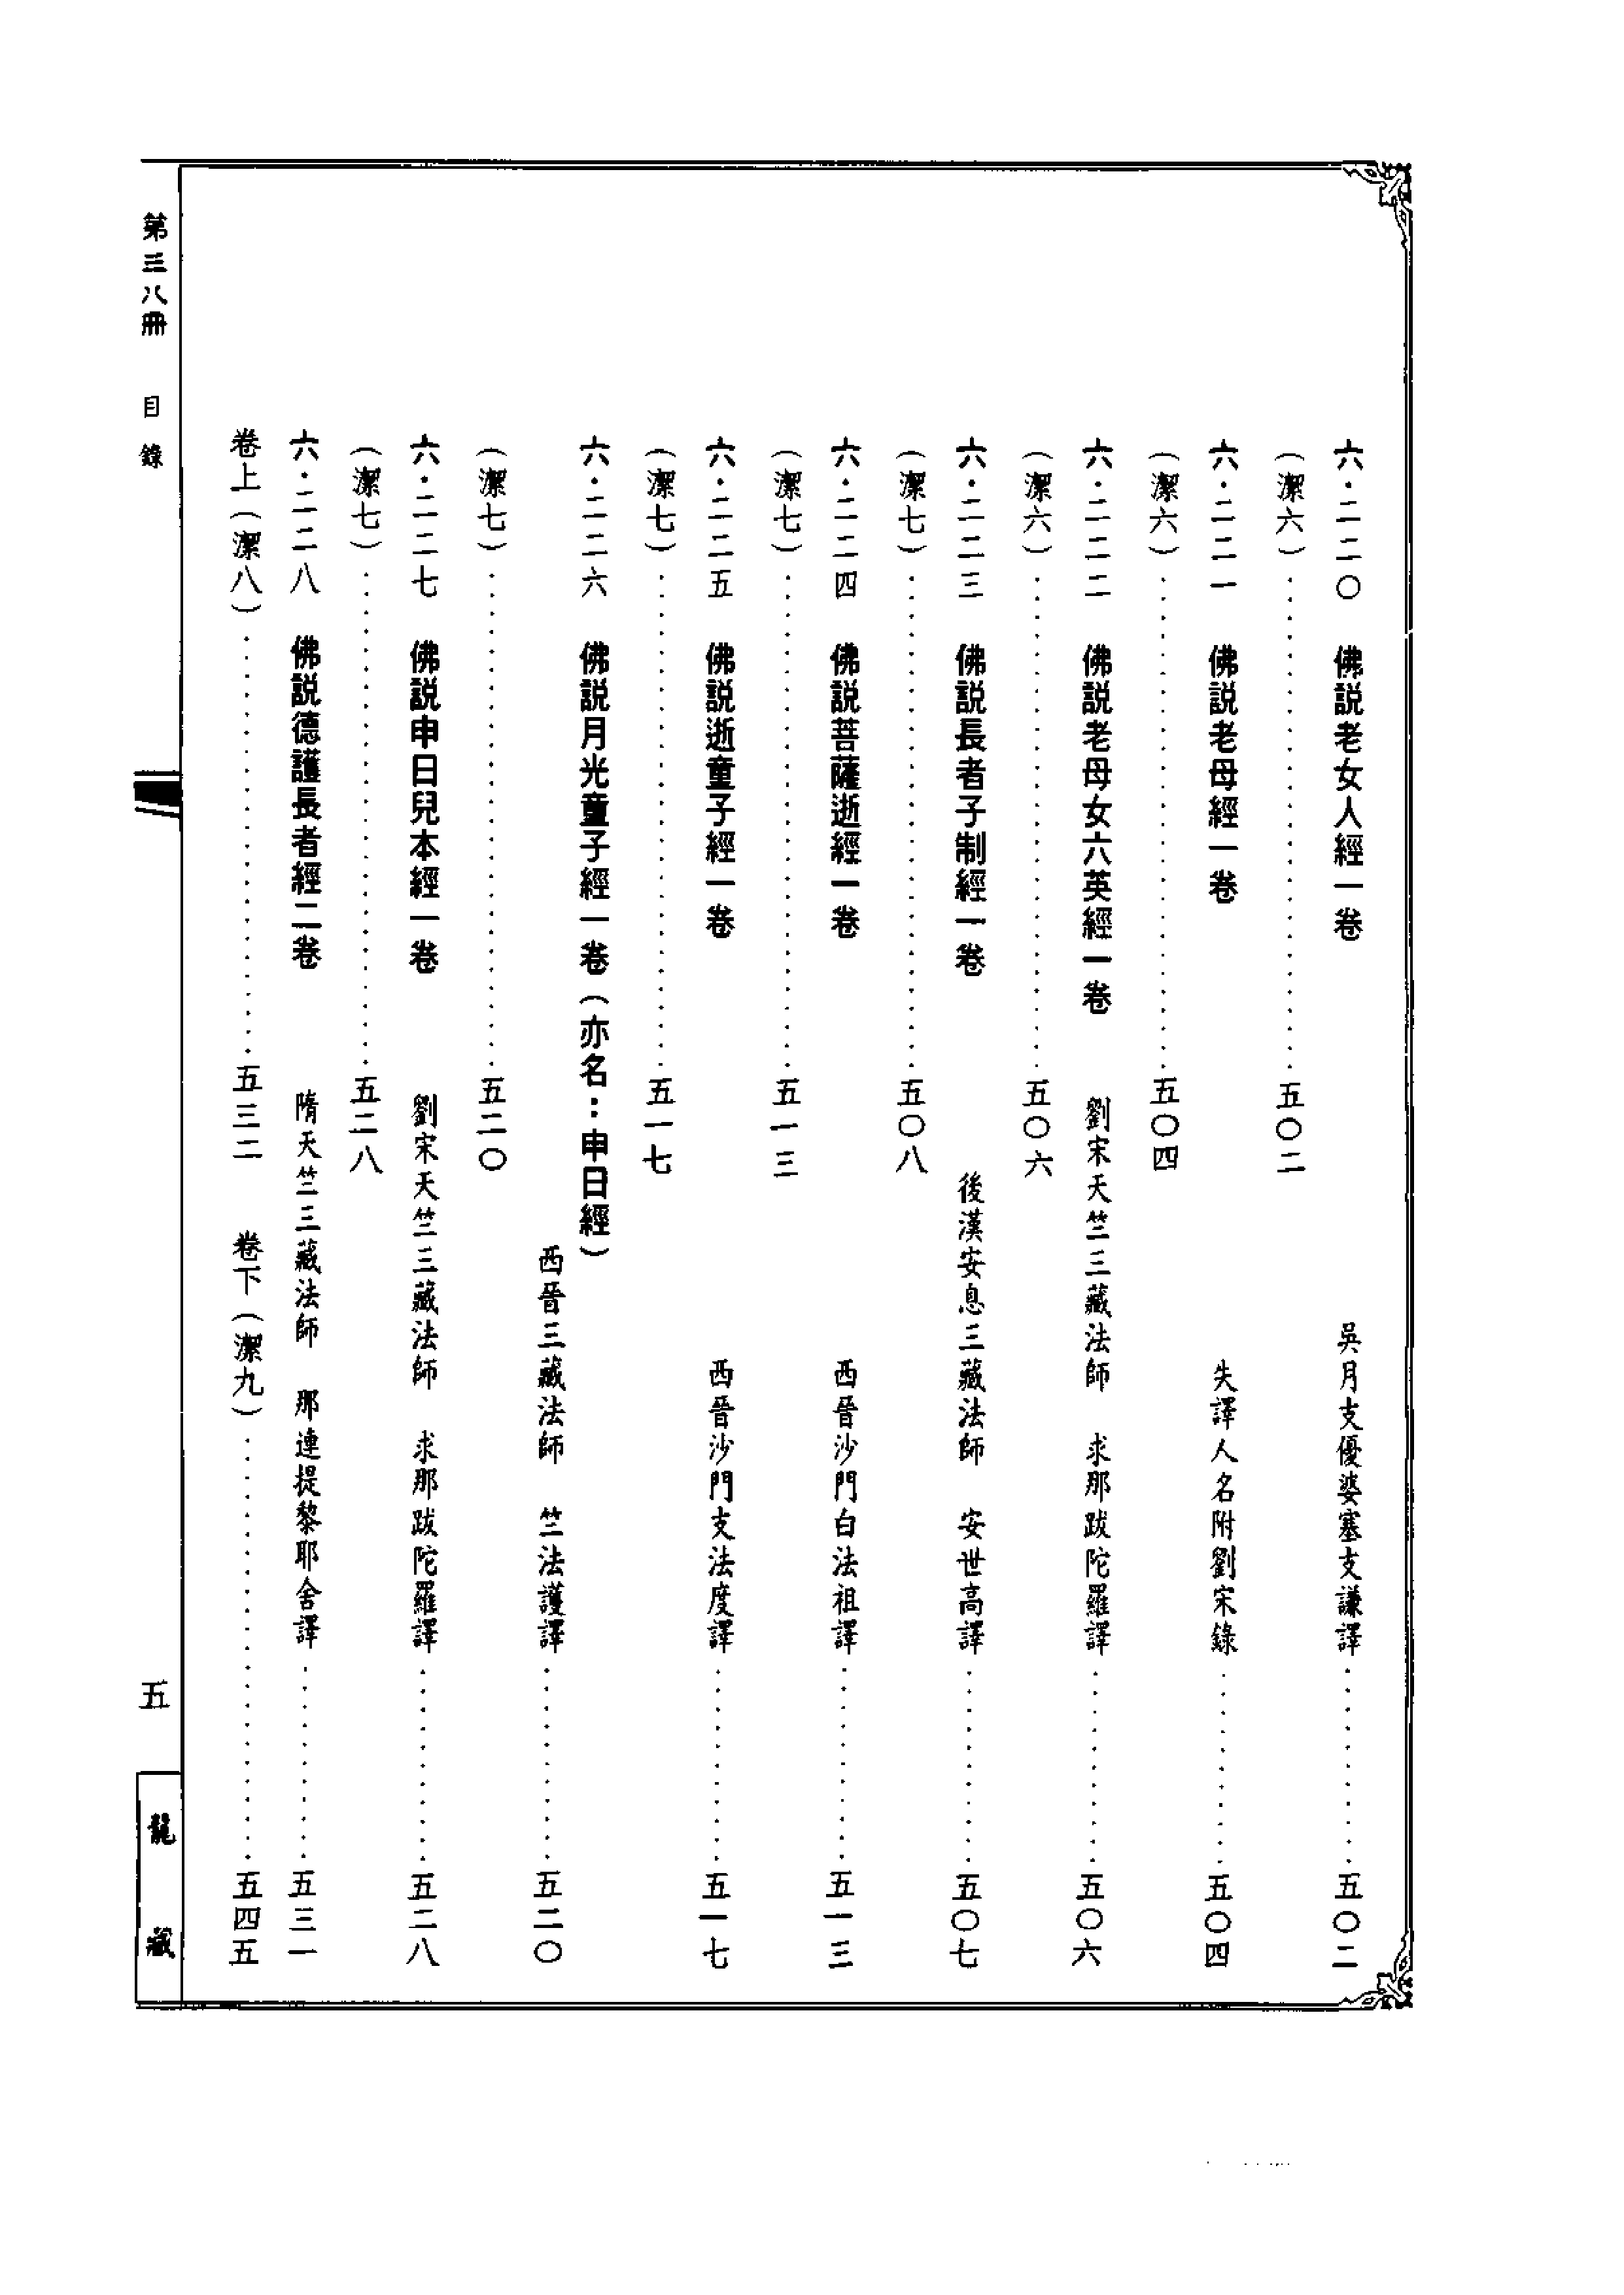 六·二二〇　佛説老女人經一卷　吳月支優婆塞支謙譯…………五〇二
（潔六）…………五〇二
六·二二一　佛説老母經一卷　失譯人名附劉宋錄…………五〇四
（潔六）…………五〇四
六·二二二　佛説老母女六英經一卷　劉宋天竺三藏法師　求那跋陀羅譯…………五〇六
（潔六）…………五〇六
六·二二三　佛説長者子制經一卷　後漢安息三藏法師　安世高譯…………五〇七
（潔七）…………五〇八
六·二二四　佛説菩薩逝經一卷　西晉沙門白法祖譯…………五一三
（潔七）…………五一三
六·二二五　佛説逝童子經一卷　西晉沙門支法度譯…………五一七
（潔七）…………五一七
六·二二六　佛説月光童子經一卷（亦名：申日經）
西晉三藏法師　竺法護譯…………五二〇
（潔七）…………五二〇
六·二二七　佛説申日兒本經一卷　劉宋天竺三藏法師　求那跋陀羅譯…………五二八
（潔七）…………五二八
六·二二八　佛説德護長者經二卷　隋天竺三藏法師　那連提黎耶舍譯…………五三一
卷上（潔八）…………五三二　卷下（潔九）…………五四五
第三八冊　目錄
五
龍藏